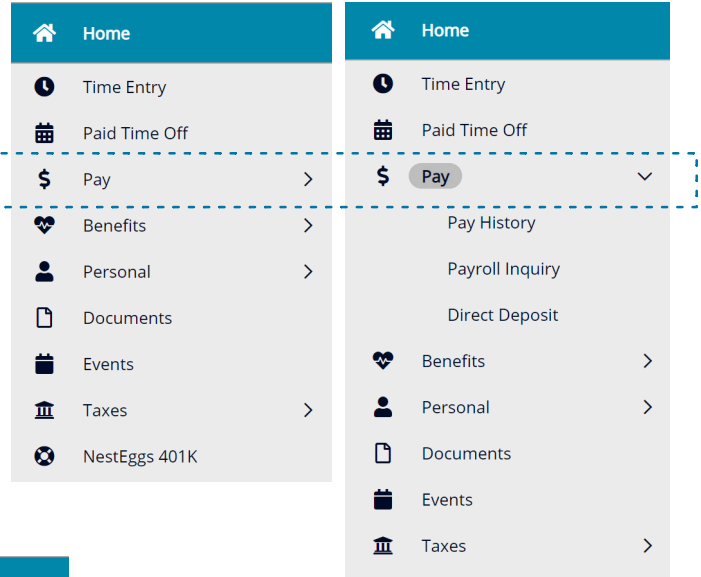 Home
Time Entry
Paid Time Off
Pay
Benefits
Personal
Documents
Events
Taxes
NestEggs 401K
Home
Time Entry
Paid Time Off
Pay
Pay History
Payroll Inquiry
Direct Deposit
Benefits
Personal
Documents
Events
Taxes